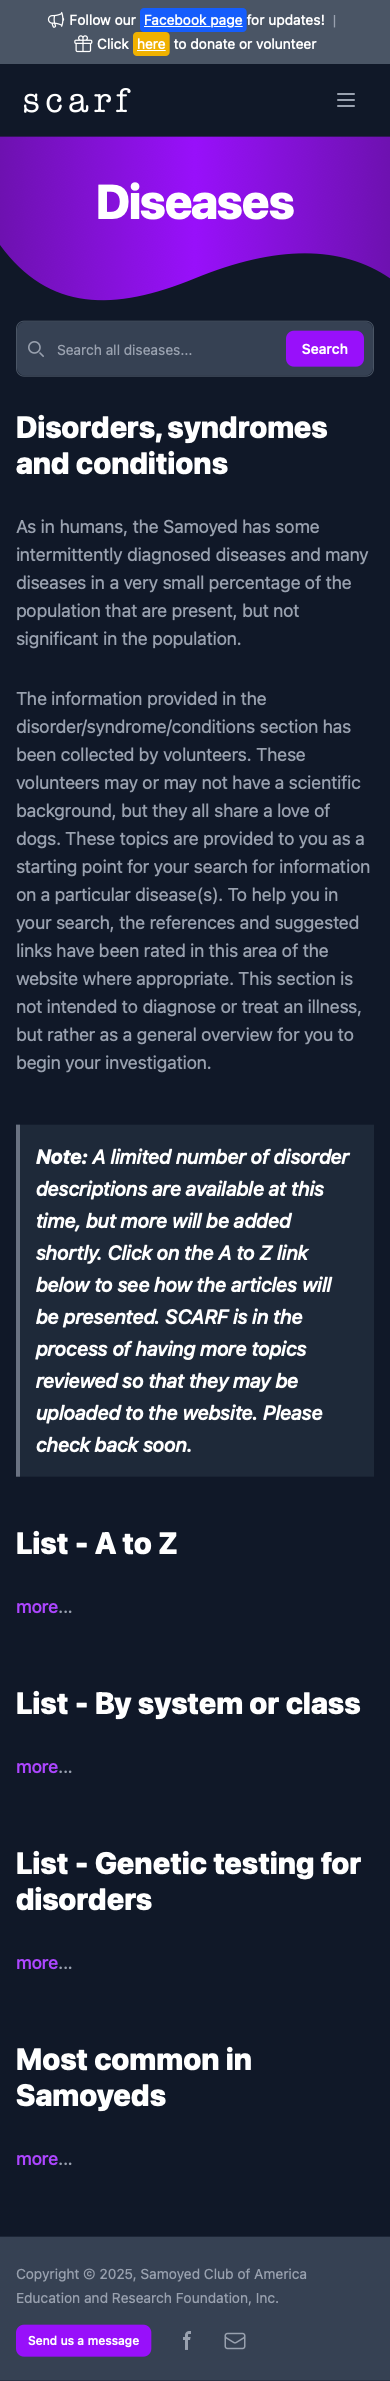 Follow our Facebook page for updates! |
Click here to donate or volunteer
scarf
Diseases
Search all diseases...
Search
Disorders, syndromes
and conditions
As in humans, the Samoyed has some
intermittently diagnosed diseases and many
diseases in a very small percentage of the
population that are present, but not
significant in the population.
The information provided in the
disorder/syndrome/conditions section has
been collected by volunteers. These
volunteers may or may not have a scientific
background, but they all share a love of
dogs. These topics are provided to you as a
starting point for your search for information
on a particular disease(s). To help you in
your search, the references and suggested
links have been rated in this area of the
website where appropriate. This section is
not intended to diagnose or treat an illness,
but rather as a general overview for you to
begin your investigation.
Note: A limited number of disorder
descriptions are available at this
time, but more will be added
shortly. Click on the A to Z link
below to see how the articles will
be presented. SCARF is in the
process of having more topics
reviewed so that they may be
uploaded to the website. Please
check back soon.
List - A to Z
more...
List - By system or class
more...
List - Genetic testing for
disorders
more...
Most common in
Samoyeds
more...
Copyright © 2025, Samoyed Club of America
Education and Research Foundation, Inc.
Send us a message